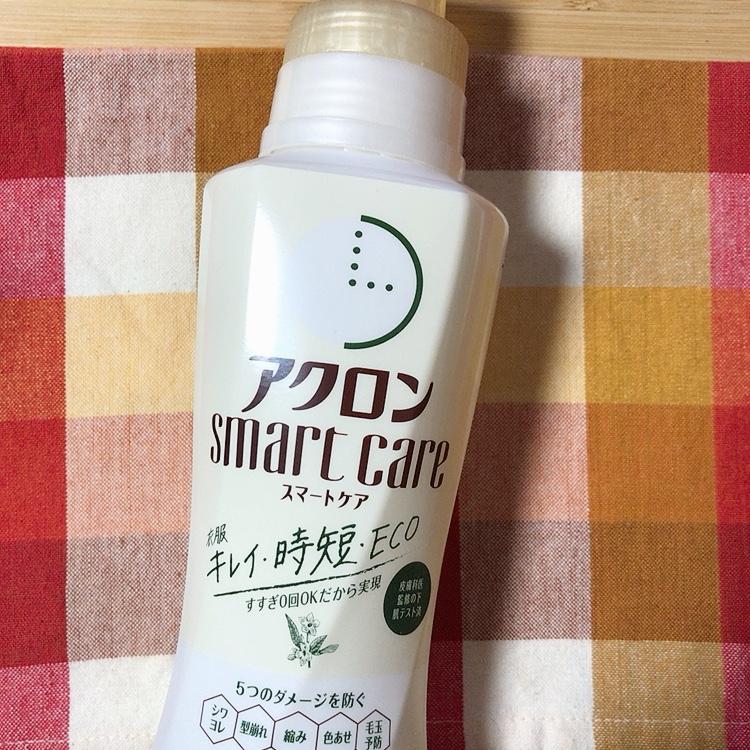 アクロン
smart care
スマートケア
衣服
キレイ・時短・ECO
すすぎ0回OKだから実現
皮膚科医
監修の下
肌テスト済
5つのダメージを防ぐ
シワ
ヨレ
型崩れ
縮み
色あせ
毛玉
予防